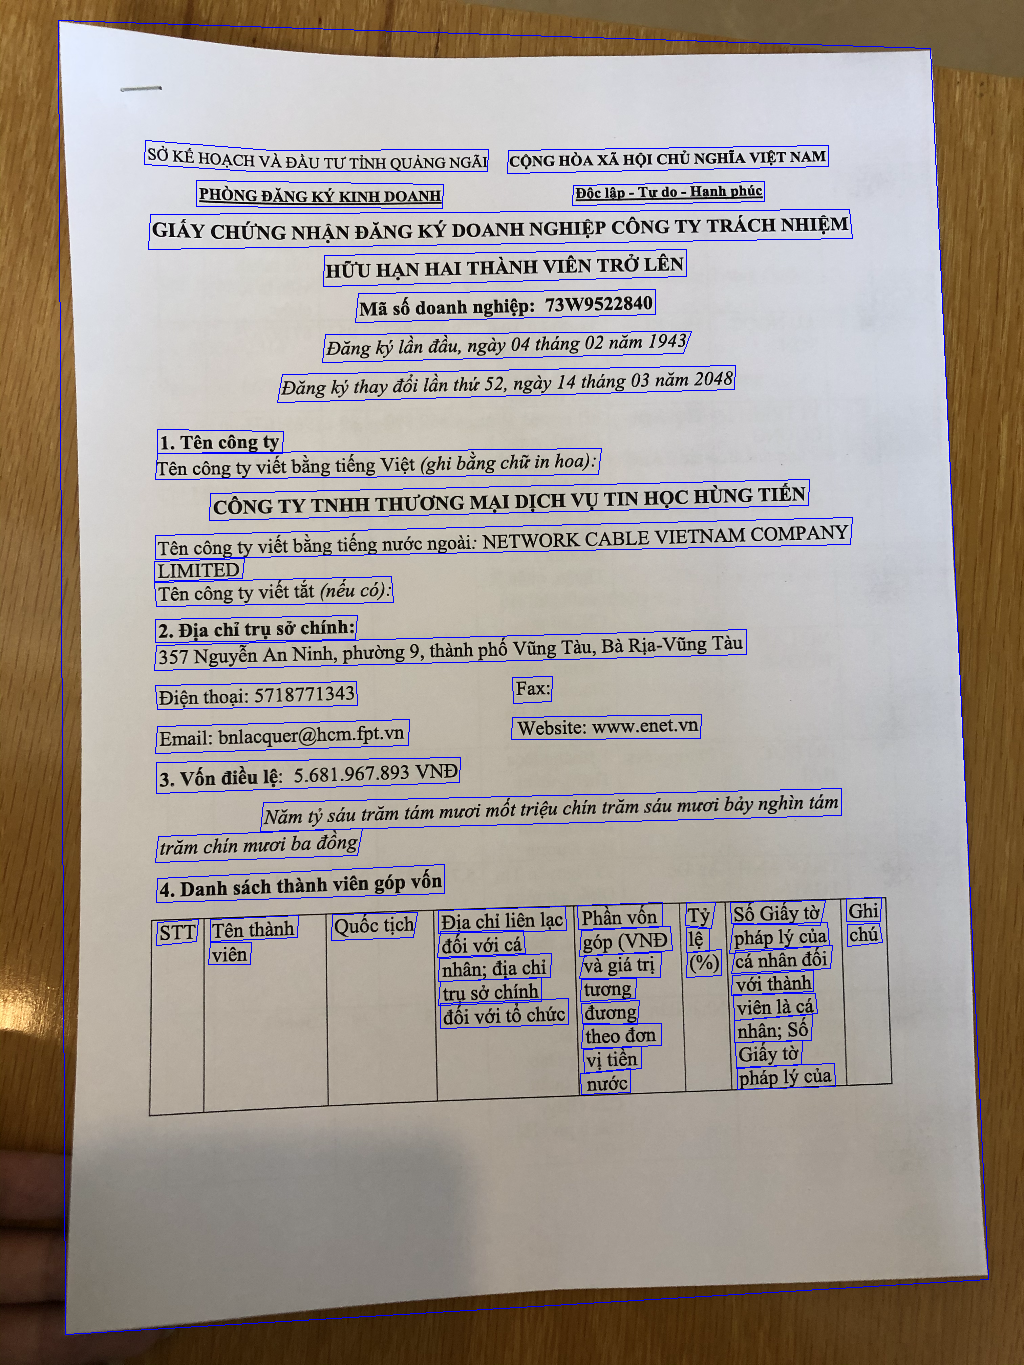 SỞ KẾ HOẠCH VÀ ĐẦU TƯ TỈNH QUẢNG NGÃI
PHÒNG ĐĂNG KÝ KINH DOANH
CỘNG HÒA XÃ HỘI CHỦ NGHĨA VIỆT NAM
Độc lập - Tự do - Hạnh phúc
GIẤY CHỨNG NHẬN ĐĂNG KÝ DOANH NGHIỆP CÔNG TY TRÁCH NHIỆM
HỮU HẠN HAI THÀNH VIÊN TRỞ LÊN
Mã số doanh nghiệp: 73W9522840
Đăng ký lần đầu, ngày 04 tháng 02 năm 1943
Đăng ký thay đổi lần thứ 52, ngày 14 tháng 03 năm 2048
1. Tên công ty
Tên công ty viết bằng tiếng Việt (ghi bằng chữ in hoa):
CÔNG TY TNHH THƯƠNG MẠI DỊCH VỤ TIN HỌC HÙNG TIẾN
Tên công ty viết bằng tiếng nước ngoài: NETWORK CABLE VIETNAM COMPANY
LIMITED
Tên công ty viết tắt (nếu có):
2. Địa chỉ trụ sở chính:
357 Nguyễn An Ninh, phường 9, thành phố Vũng Tàu, Bà Rịa-Vũng Tàu
Điện thoại: 5718771343
Fax:
Email: bnlacquer@hcm.fpt.vn
Website: www.enet.vn
3. Vốn điều lệ: 5.681.967.893 VNĐ
Năm tỷ sáu trăm tám mươi mốt triệu chín trăm sáu mươi bảy nghìn tám
trăm chín mươi ba đồng
4. Danh sách thành viên góp vốn
STT
Tên thành
viên
Quốc tịch
Địa chỉ liên lạc
đối với cá
nhân; địa chỉ
trụ sở chính
đối với tổ chức
Phần vốn
góp (VNĐ
và giá trị
tương
đương
theo đơn
vị tiền
nước
Tỷ
lệ
(%)
Số Giấy tờ
pháp lý của
cá nhân đối
với thành
viên là cá
nhân; Số
Giấy tờ
pháp lý của
Ghi
chú